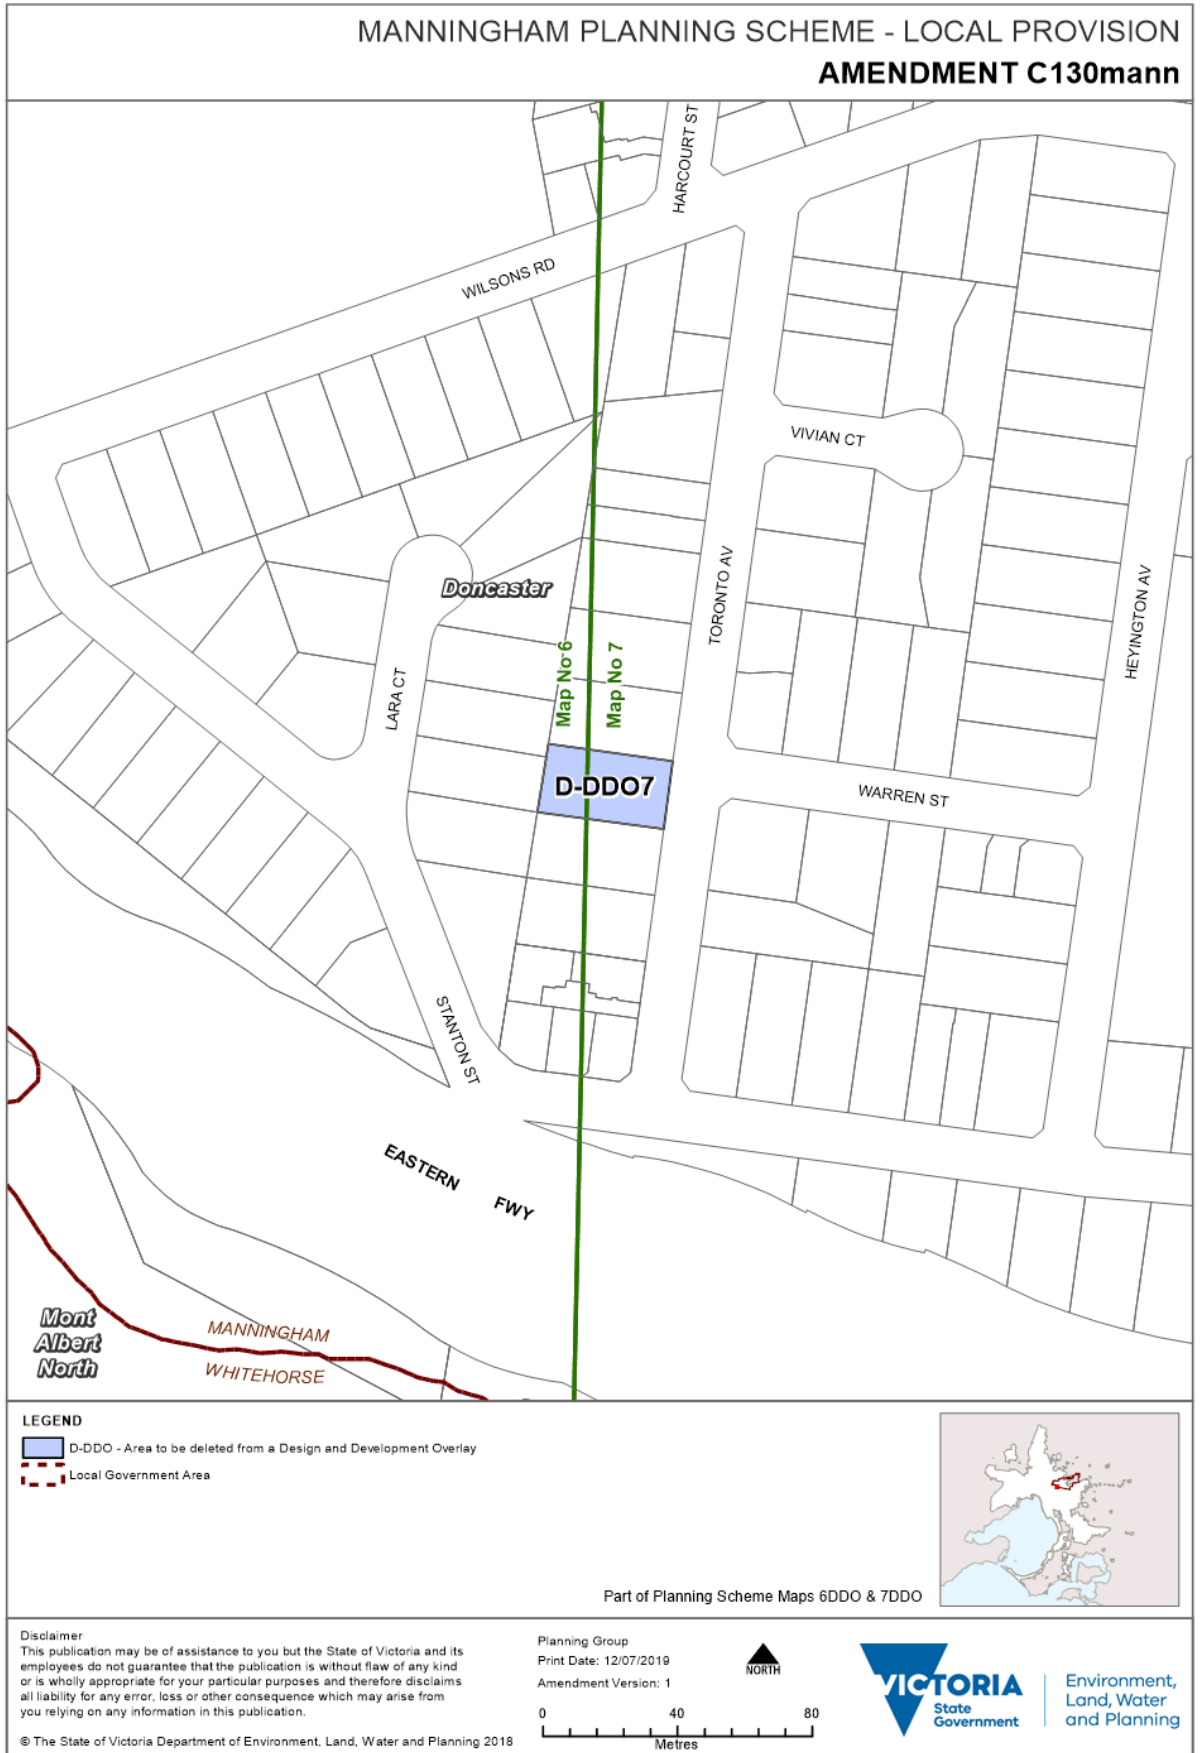 MANNINGHAM PLANNING SCHEME - LOCAL PROVISION
AMENDMENT C130mann
HARCOURT ST
WILSONS RD
VIVIAN CT
TORONTO AV
HEYINGTON AV
Doncaster
LARA CT
Map No 6
Map No 7
D-DDO7
WARREN ST
STANTON ST
EASTERN FWY
Mont
Albert
North
MANNINGHAM
WHITEHORSE
LEGEND
D-DDO - Area to be deleted from a Design and Development Overlay
Local Government Area
Part of Planning Scheme Maps 6DDO & 7DDO
Disclaimer
This publication may be of assistance to you but the State of Victoria and its
employees do not guarantee that the publication is without flaw of any kind
or is wholly appropriate for your particular purposes and therefore disclaims
all liability for any error, loss or other consequence which may arise from
you relying on any information in this publication.
© The State of Victoria Department of Environment, Land, Water and Planning 2018
Planning Group
Print Date: 12/07/2019
Amendment Version: 1
NORTH
0 40 80
Metres
VICTORIA
State
Government
Environment,
Land, Water
and Planning